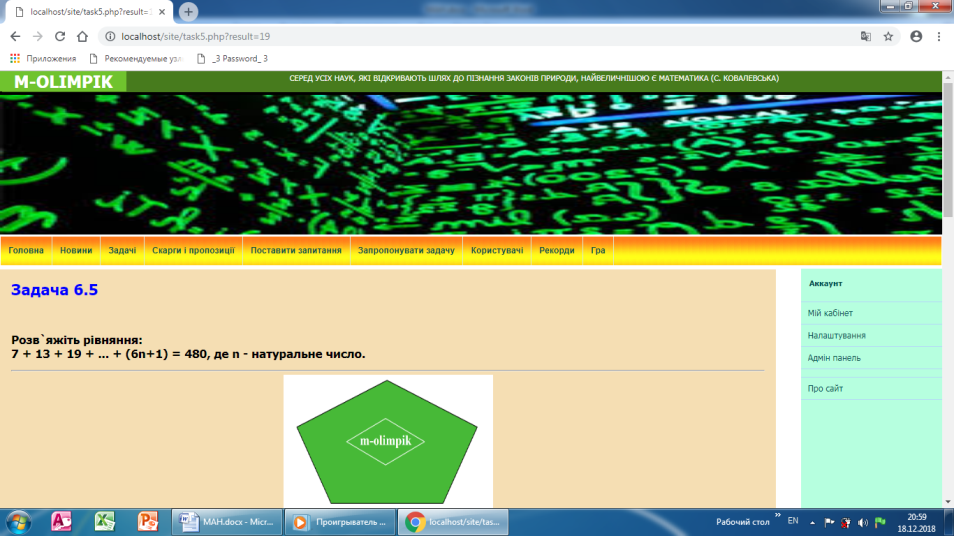 localhost/site/task5.php?result=
localhost/site/task5.php?result=19
Приложения
Рекомендуемые узл
_3 Password_ 3
M-OLIMPIK
СЕРЕД УСІХ НАУК, ЯКІ ВІДКРИВАЮТЬ ШЛЯХ ДО ПІЗНАННЯ ЗАКОНІВ ПРИРОДИ, НАЙВЕЛИЧНІШОЮ Є МАТЕМАТИКА (С. КОВАЛЕВСЬКА)
Головна Новини Задачі Скарги і пропозиції Поставити запитання Запропонувати задачу Користувачі Рекорди Гра
Задача 6.5
Розв`яжіть рівняння:
7 + 13 + 19 + ... + (6n+1) = 480, де n - натуральне число.
m-olimpik
Аккаунт
Мій кабінет
Налаштування
Адмін панель
Про сайт
МАН.docx - Micr...
Проигрыватель ...
localhost/site/tas...
Рабочий стол
»
EN
20:59
18.12.2018